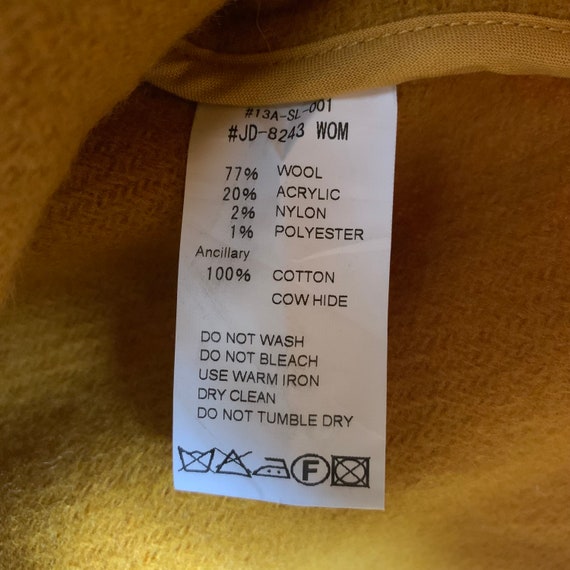 #13A-SL-001
#JD-8243 WOM
77% WOOL
20% ACRYLIC
2% NYLON
1% POLYESTER
Ancillary
100% COTTON
COW HIDE
DO NOT WASH
DO NOT BLEACH
USE WARM IRON
DRY CLEAN
DO NOT TUMBLE DRY
F